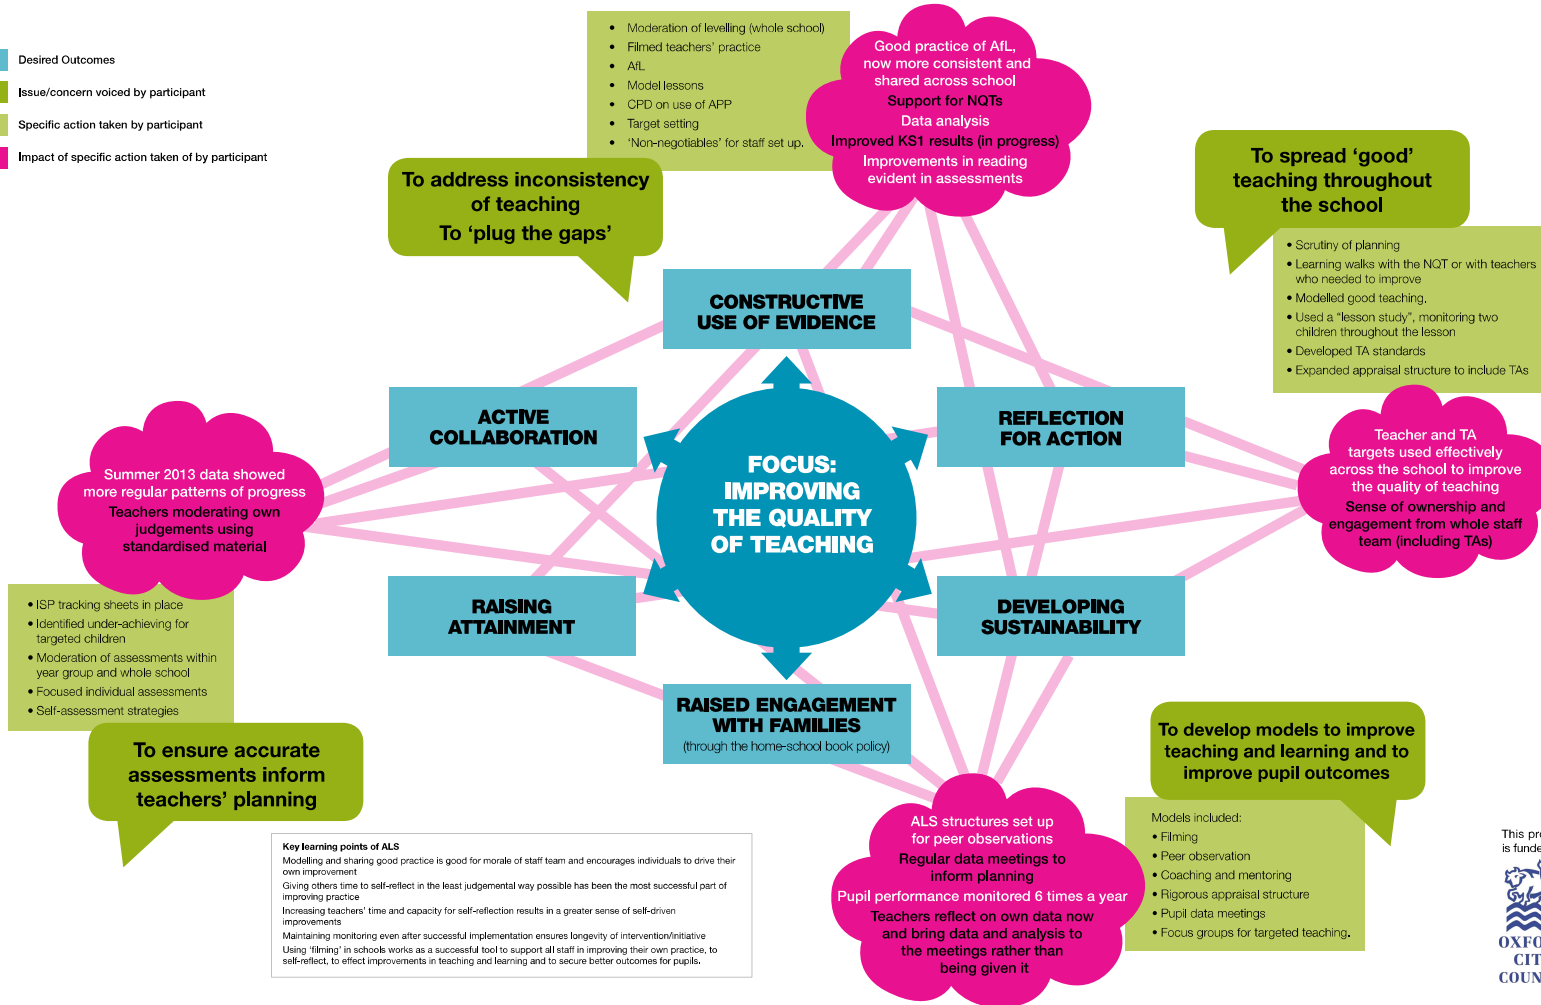 Desired Outcomes
Issue/concern voiced by participant
Specific action taken by participant
Impact of specific action taken of by participant
• Moderation of levelling (whole school)
• Filmed teachers' practice
• AfL
• Model lessons
• CPD on use of APP
• Target setting
• 'Non-negotiables' for staff set up.
Good practice of AfL,
now more consistent and
shared across school
Support for NQTs
Data analysis
Improved KS1 results (in progress)
Improvements in reading
evident in assessments
To address inconsistency
of teaching
To 'plug the gaps'
To spread 'good'
teaching throughout
the school
• Scrutiny of planning
• Learning walks with the NQT or with teachers
who needed to improve
• Modelled good teaching.
• Used a "lesson study", monitoring two
children throughout the lesson
• Developed TA standards
• Expanded appraisal structure to include TAs
CONSTRUCTIVE
USE OF EVIDENCE
ACTIVE
COLLABORATION
REFLECTION
FOR ACTION
FOCUS:
IMPROVING
THE QUALITY
OF TEACHING
Summer 2013 data showed
more regular patterns of progress
Teachers moderating own
judgements using
standardised material
Teacher and TA
targets used effectively
across the school to improve
the quality of teaching
Sense of ownership and
engagement from whole staff
team (including TAs)
RAISING
ATTAINMENT
DEVELOPING
SUSTAINABILITY
RAISED ENGAGEMENT
WITH FAMILIES
(through the home-school book policy)
• ISP tracking sheets in place
• Identified under-achieving for
targeted children
• Moderation of assessments within
year group and whole school
• Focused individual assessments
• Self-assessment strategies
To ensure accurate
assessments inform
teachers' planning
To develop models to improve
teaching and learning and to
improve pupil outcomes
Models included:
• Filming
• Peer observation
• Coaching and mentoring
• Rigorous appraisal structure
• Pupil data meetings
• Focus groups for targeted teaching.
ALS structures set up
for peer observations
Regular data meetings to
inform planning
Pupil performance monitored 6 times a year
Teachers reflect on own data now
and bring data and analysis to
the meetings rather than
being given it
Key learning points of ALS
Modelling and sharing good practice is good for morale of staff team and encourages individuals to drive their
own improvement
Giving others time to self-reflect in the least judgemental way possible has been the most successful part of
improving practice
Increasing teachers' time and capacity for self-reflection results in a greater sense of self-driven
improvements
Maintaining monitoring even after successful implementation ensures longevity of intervention/initiative
Using 'filming' in schools works as a successful tool to support all staff in improving their own practice, to
self-reflect, to effect improvements in teaching and learning and to secure better outcomes for pupils.
This
is